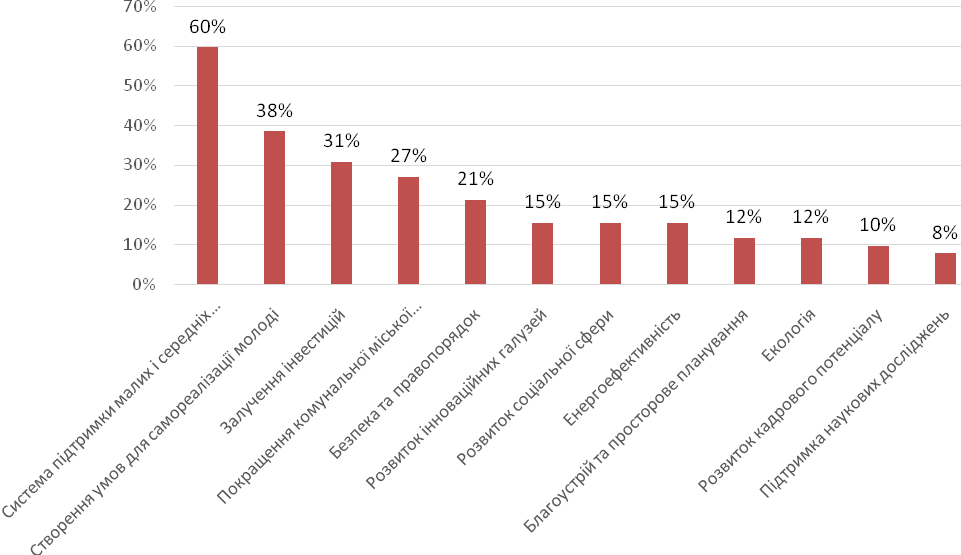 70%
60%
50%
40%
30%
20%
10%
0%
60%
38%
31%
27%
21%
15%
15%
15%
12%
12%
10%
8%
Система підтримки малих і середніх...
Створення умов для самореалізації молоді
Залучення інвестицій
Покращення комунальної міської...
Безпека та правопорядок
Розвиток інноваційних галузей
Розвиток соціальної сфери
Енергоефективність
Благоустрій та просторове планування
Екологія
Розвиток кадрового потенціалу
Підтримка наукових досліджень